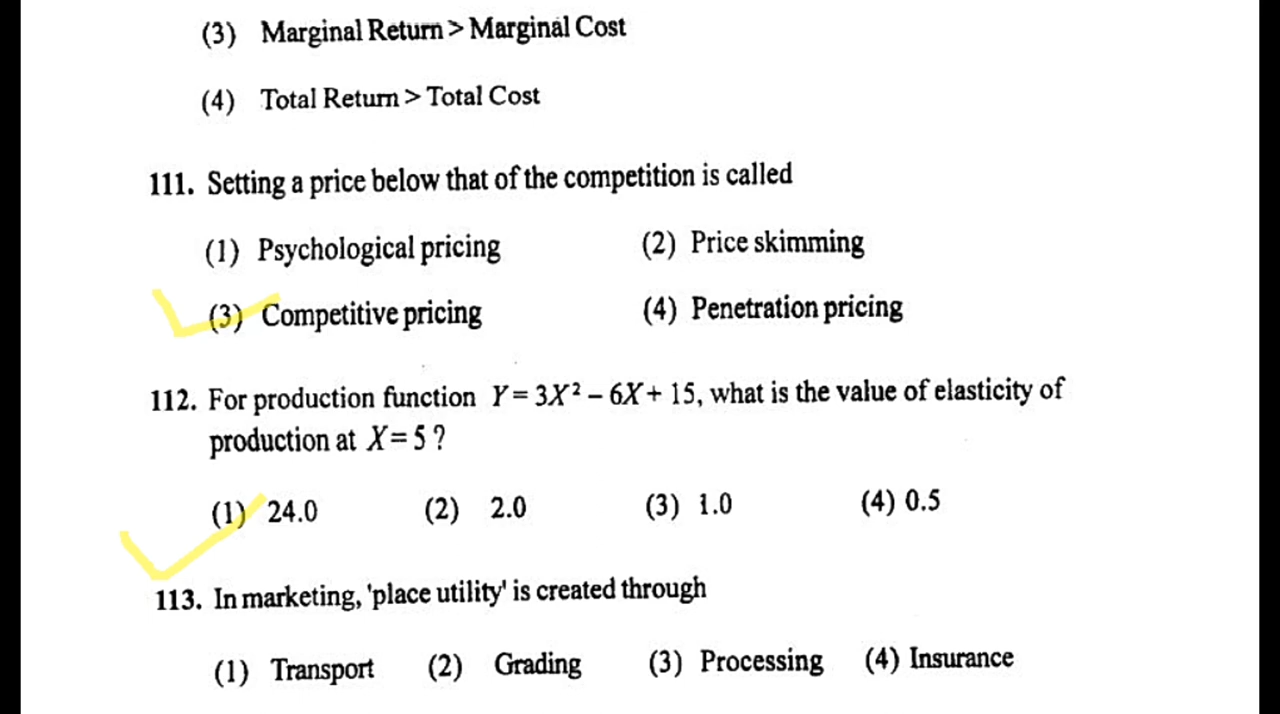 (3) Marginal Return > Marginal Cost
(4) Total Return > Total Cost
111. Setting a price below that of the competition is called
(1) Psychological pricing (2) Price skimming
(3) Competitive pricing (4) Penetration pricing
112. For production function Y = 3X² – 6X + 15, what is the value of elasticity of
production at X = 5 ?
(1) 24.0 (2) 2.0 (3) 1.0 (4) 0.5
113. In marketing, 'place utility' is created through
(1) Transport (2) Grading (3) Processing (4) Insurance